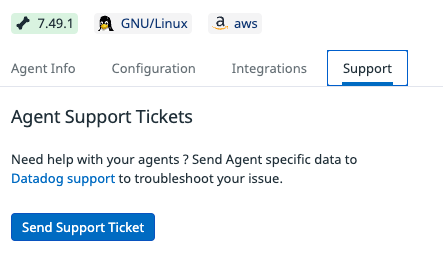 7.49.1 GNU/Linux aws
Agent Info Configuration Integrations Support
Agent Support Tickets
Need help with your agents ? Send Agent specific data to
Datadog support to troubleshoot your issue.
Send Support Ticket